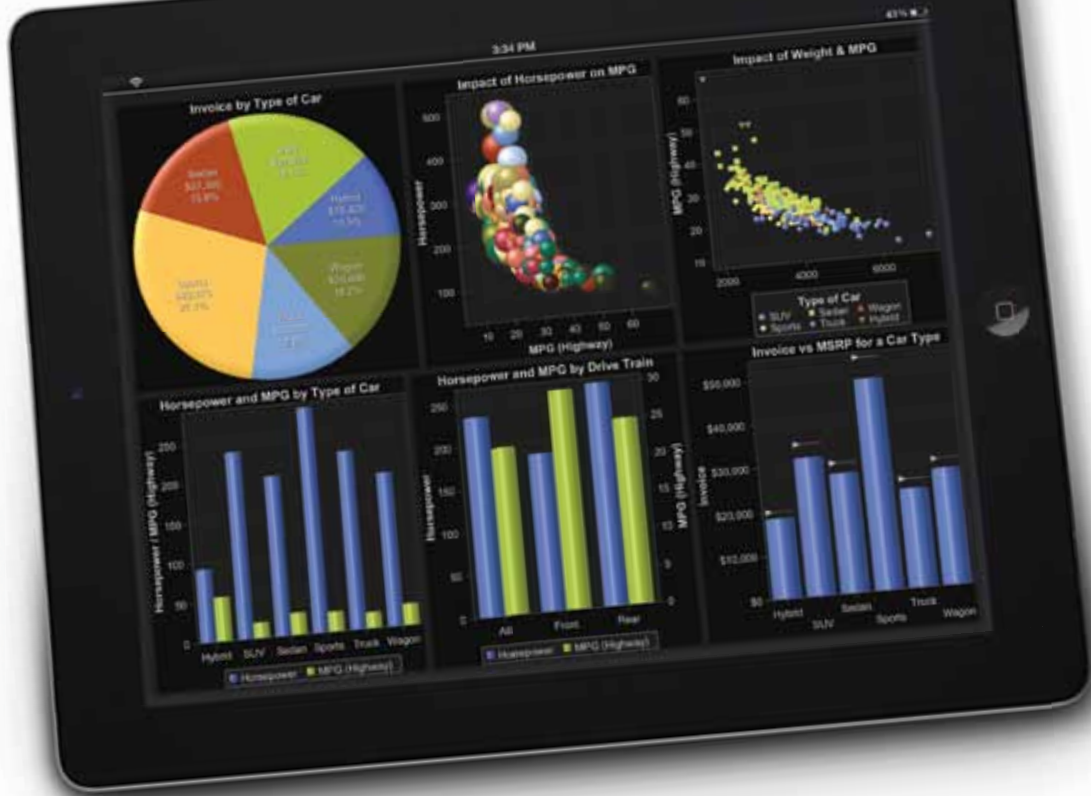 3:34 PM
43%
Invoice by Type of Car
Sedan
Hybrid
Wagon
Impact of Horsepower on MPG
Horsepower
500
400
300
200
100
10 20 30 40 50 60
MPG (Highway)
Impact of Weight & MPG
MPG (Highway)
60
50
40
30
20
10
2000 4000 6000
Type of Car
SUV Sedan Wagon
Sports Truck Hybrid
Horsepower and MPG by Type of Car
Horsepower / MPG (Highway)
250
200
150
100
50
0
Hybrid SUV Sedan Sports Truck Wagon
Horsepower MPG (Highway)
Horsepower and MPG by Drive Train
Horsepower
250
200
150
100
50
0
30
25
20
15
10
5
0
MPG (Highway)
All Front Rear
Horsepower MPG (Highway)
Invoice vs MSRP for a Car Type
Invoice
$50,000
$40,000
$30,000
$20,000
$10,000
$0
Hybrid SUV Sedan Sports Truck Wagon